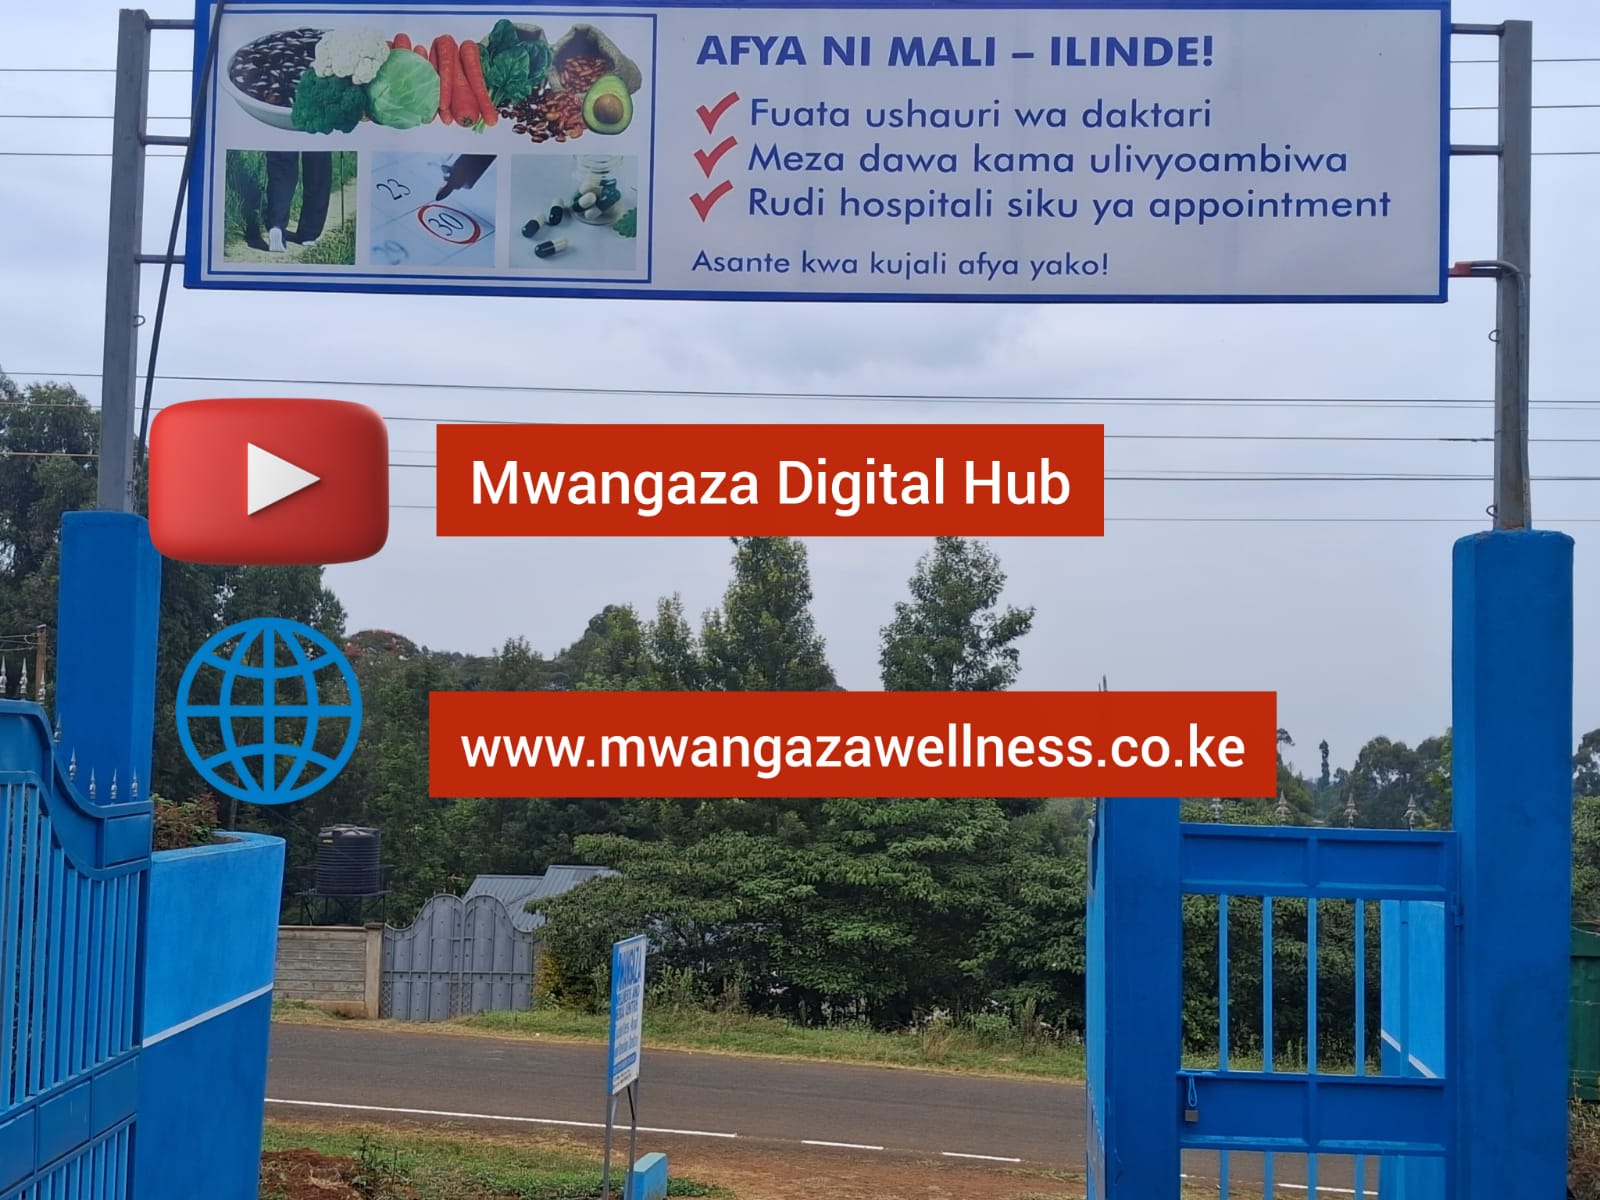 AFYA NI MALI – ILINDE!
Fuata ushauri wa daktari
Meza dawa kama ulivyoambiwa
Rudi hospitali siku ya appointment
Asante kwa kujali afya yako!
23
30
Mwangaza Digital Hub
www.mwangazawellness.co.ke